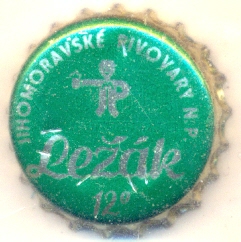 JIHOMORAVSKÉ PIVOVARY N.P.
Ležák
12°